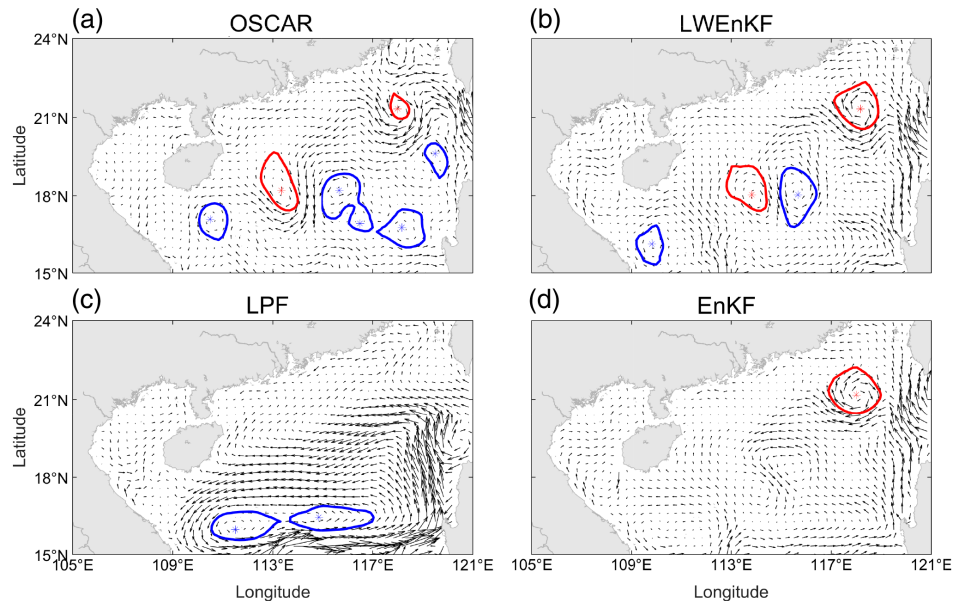 (a) OSCAR
(b) LWEnKF
24°N
21°N
18°N
15°N
Latitude
24°N
21°N
18°N
15°N
(c) LPF
(d) EnKF
24°N
21°N
18°N
15°N
Latitude
24°N
21°N
18°N
15°N
105°E 109°E 113°E 117°E 121°E
105°E 109°E 113°E 117°E 121°E
Longitude
Longitude